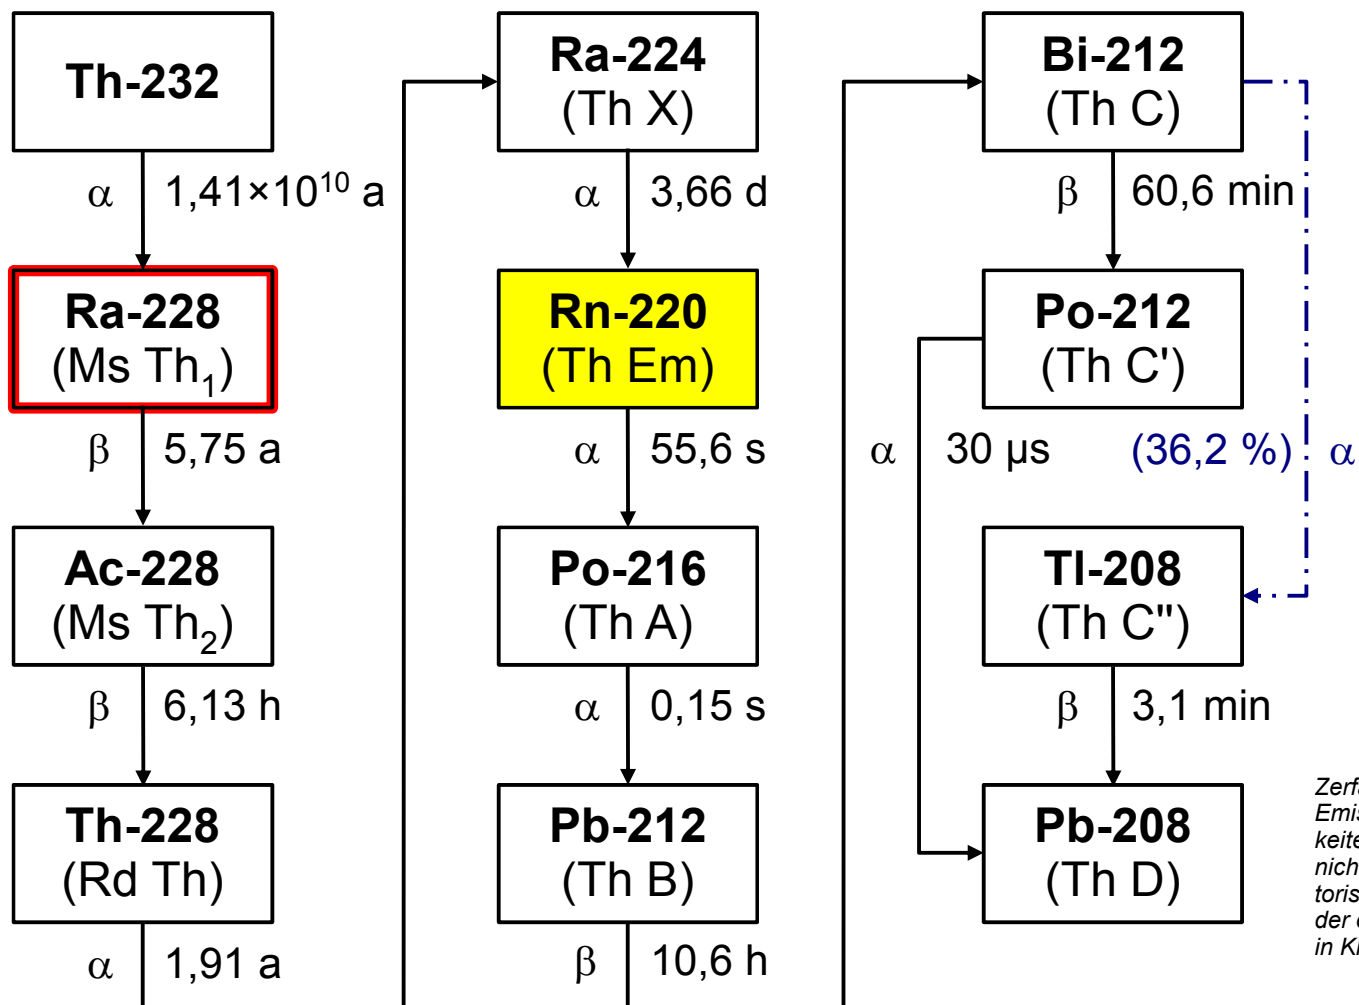 Th-232
α 1,41×10¹⁰ a
Ra-228
(Ms Th₁)
β 5,75 a
Ac-228
(Ms Th₂)
β 6,13 h
Th-228
(Rd Th)
α 1,91 a
Ra-224
(Th X)
α 3,66 d
Rn-220
(Th Em)
α 55,6 s
Po-216
(Th A)
α 0,15 s
Pb-212
(Th B)
β 10,6 h
Bi-212
(Th C)
β 60,6 min
Po-212
(Th C')
α 30 µs (36,2 %) α
Tl-208
(Th C")
β 3,1 min
Pb-208
(Th D)
der